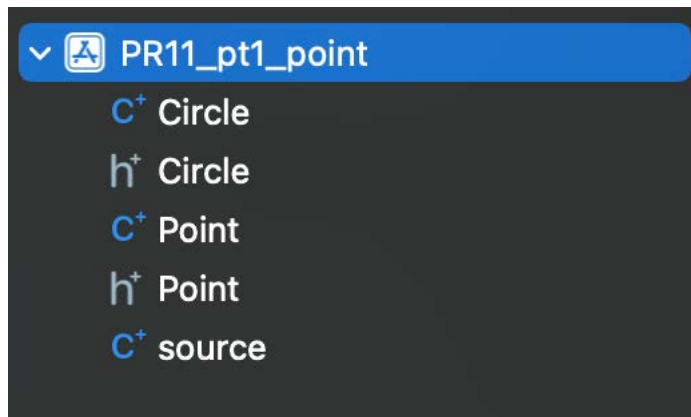 PR11_pt1_point
C+ Circle
h+ Circle
C+ Point
h+ Point
C+ source